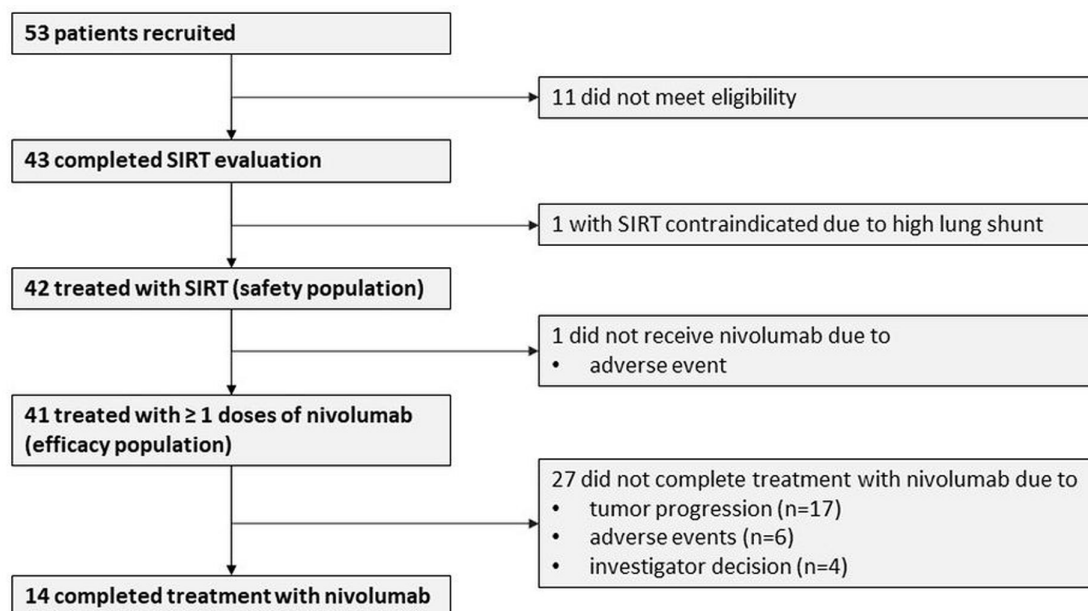 53 patients recruited
11 did not meet eligibility
43 completed SIRT evaluation
1 with SIRT contraindicated due to high lung shunt
42 treated with SIRT (safety population)
1 did not receive nivolumab due to
• adverse event
41 treated with ≥ 1 doses of nivolumab
(efficacy population)
27 did not complete treatment with nivolumab due to
• tumor progression (n=17)
• adverse events (n=6)
• investigator decision (n=4)
14 completed treatment with nivolumab